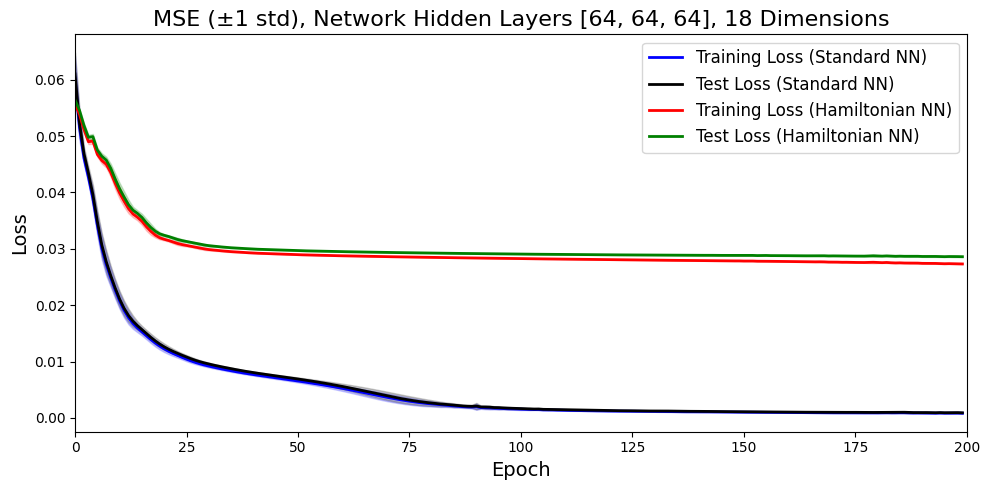 MSE (±1 std), Network Hidden Layers [64, 64, 64], 18 Dimensions
Training Loss (Standard NN)
Test Loss (Standard NN)
Training Loss (Hamiltonian NN)
Test Loss (Hamiltonian NN)
Loss
0.06
0.05
0.04
0.03
0.02
0.01
0.00
0 25 50 75 100 125 150 175 200
Epoch